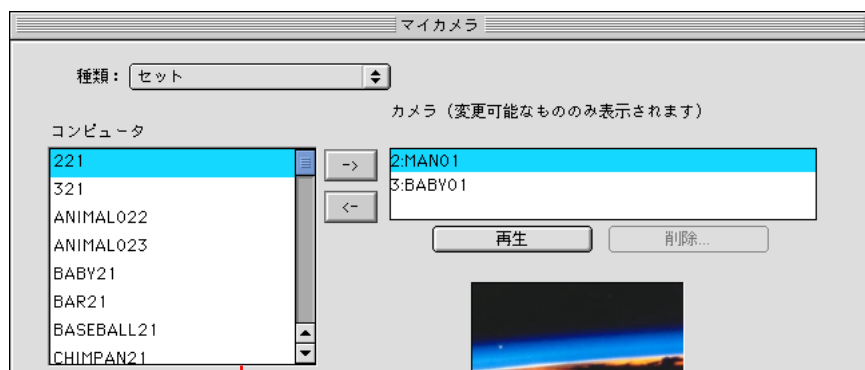 マイカメラ
種類： セット
カメラ（変更可能なもののみ表示されます）
コンピュータ
221
321
ANIMAL022
ANIMAL023
BABY21
BAR21
BASEBALL21
CHIMPAN21
->
<-
2:MAN01
3:BABY01
再生
削除...